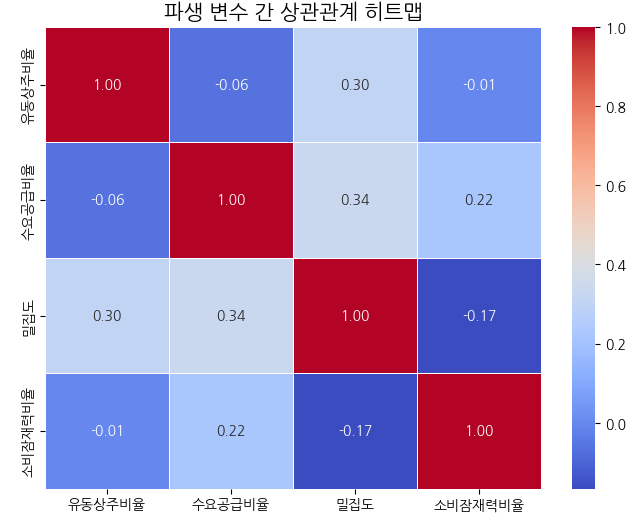 파생 변수 간 상관관계 히트맵
유동상주비율 1.00 -0.06 0.30 -0.01
수요공급비율 -0.06 1.00 0.34 0.22
밀집도 0.30 0.34 1.00 -0.17
소비잠재력비율 -0.01 0.22 -0.17 1.00
유동상주비율 수요공급비율 밀집도 소비잠재력비율
1.0
0.8
0.6
0.4
0.2
0.0